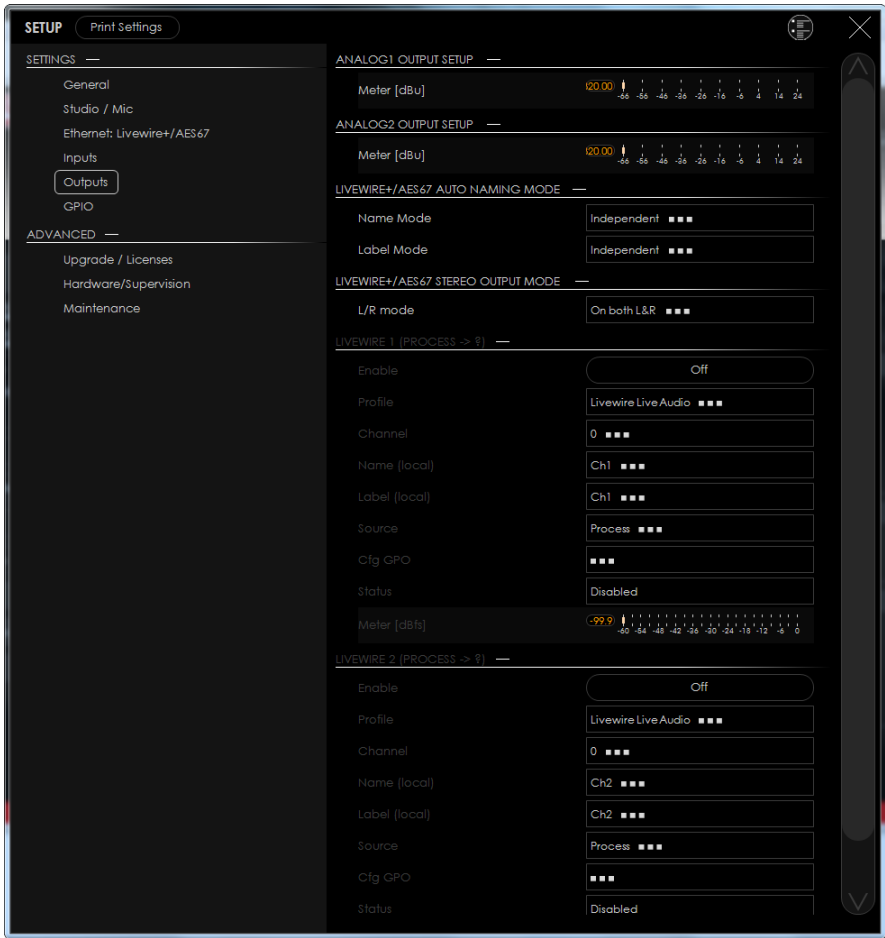 SETUP Print Settings
SETTINGS —
General
Studio / Mic
Ethernet: Livewire+/AES67
Inputs
Outputs
GPIO
ADVANCED —
Upgrade / Licenses
Hardware/Supervision
Maintenance
ANALOG1 OUTPUT SETUP —
Meter [dBu]
-66 -56 -46 -36 -26 -16 -6 4 14 24
ANALOG2 OUTPUT SETUP —
Meter [dBu]
-66 -56 -46 -36 -26 -16 -6 4 14 24
LIVEWIRE+/AES67 AUTO NAMING MODE —
Name Mode Independent
Label Mode Independent
LIVEWIRE+/AES67 STEREO OUTPUT MODE —
L/R mode On both L&R
LIVEWIRE 1 (PROCESS -> ?) —
Enable Off
Profile Livewire Live Audio
Channel 0
Name (local) Ch1
Label (local) Ch1
Source Process
Cfg GPO
Status Disabled
Meter [dBfs] -99.9
-60 -54 -48 -42 -36 -30 -24 -18 -12 -6 0
LIVEWIRE 2 (PROCESS -> ?) —
Enable Off
Profile Livewire Live Audio
Channel 0
Name (local) Ch2
Label (local) Ch2
Source Process
Cfg GPO
Status Disabled